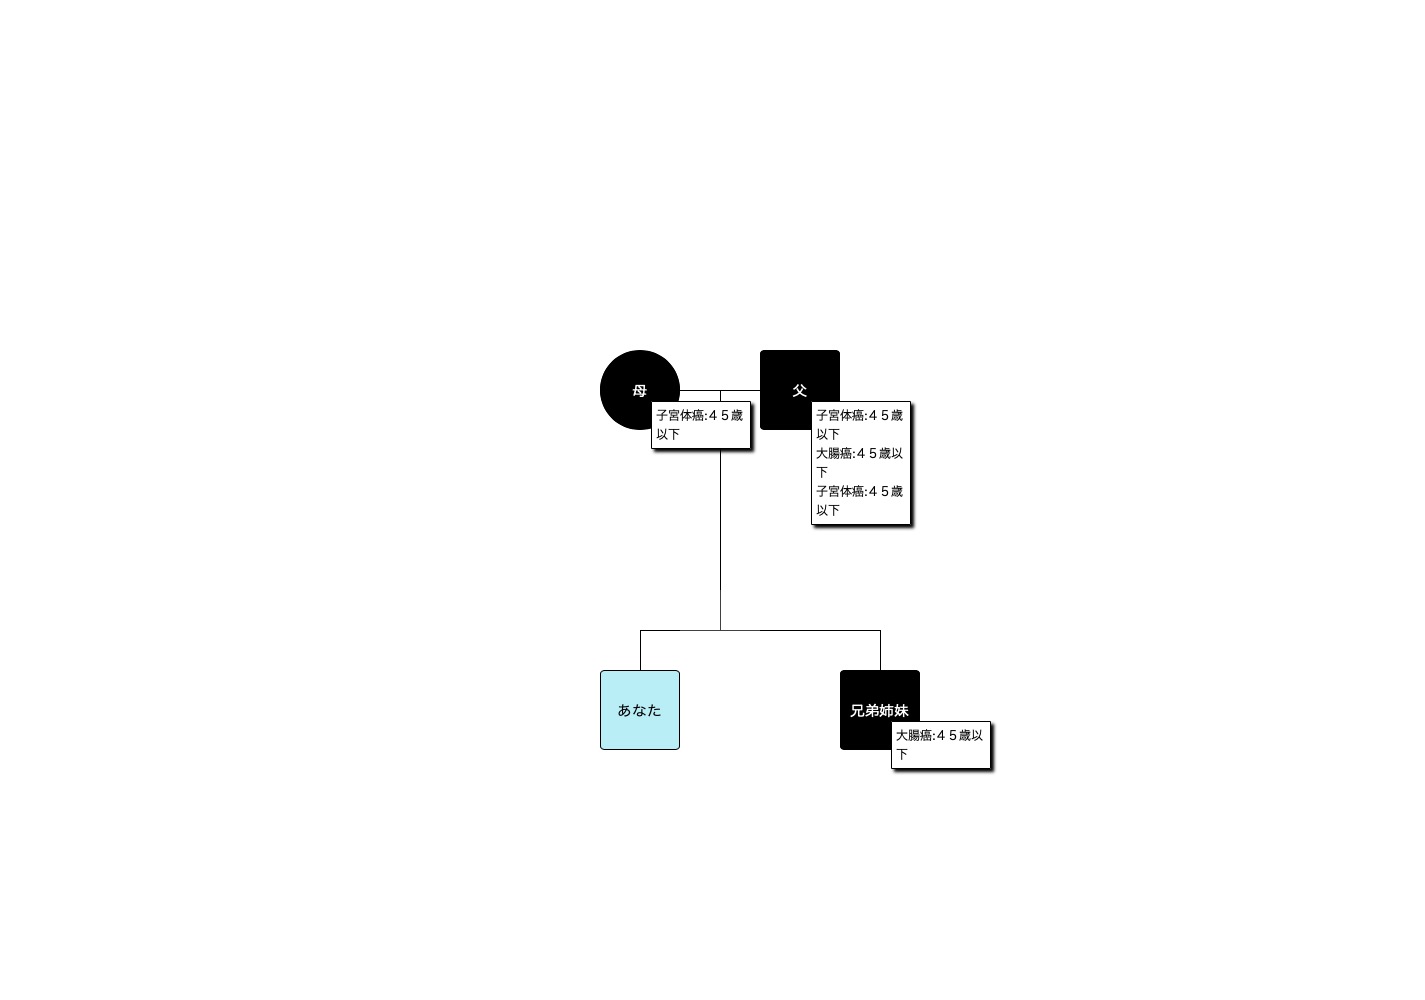 母
父
子宮体癌:４５歳
以下
子宮体癌:４５歳
以下
大腸癌:４５歳以
下
子宮体癌:４５歳
以下
あなた
兄弟姉妹
大腸癌:４５歳以
下